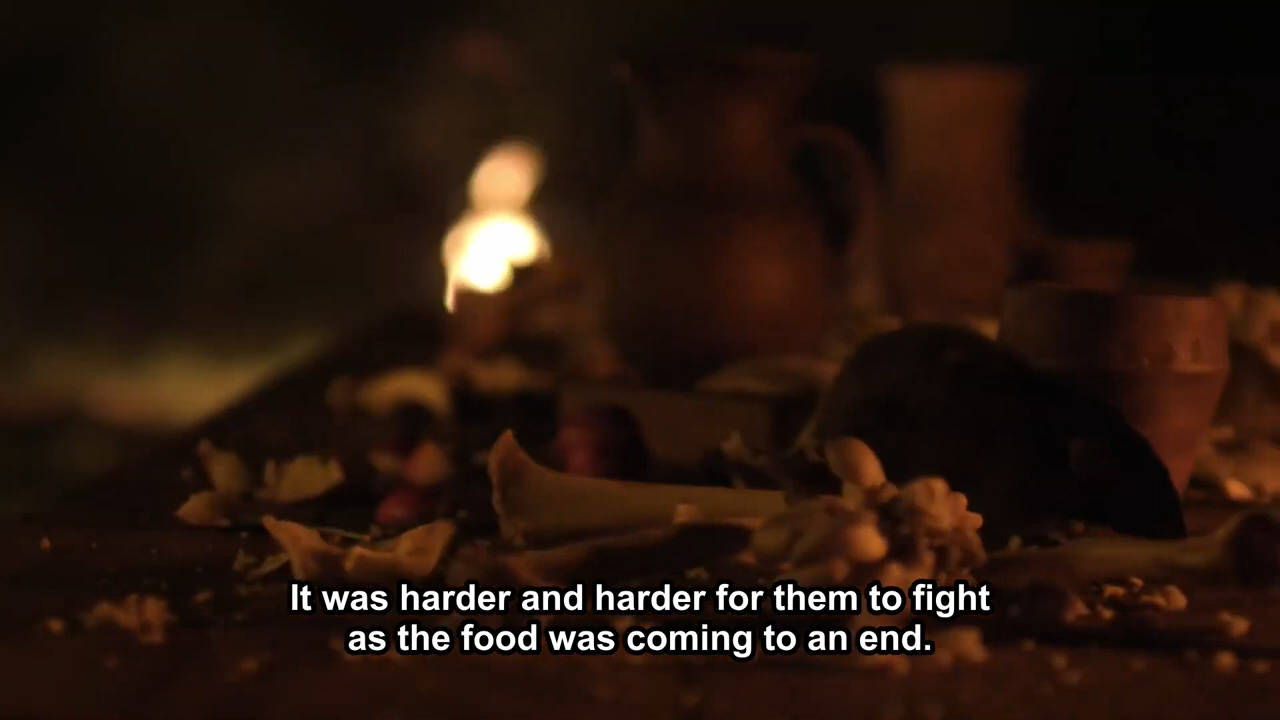 It was harder and harder for them to fight
as the food was coming to an end.